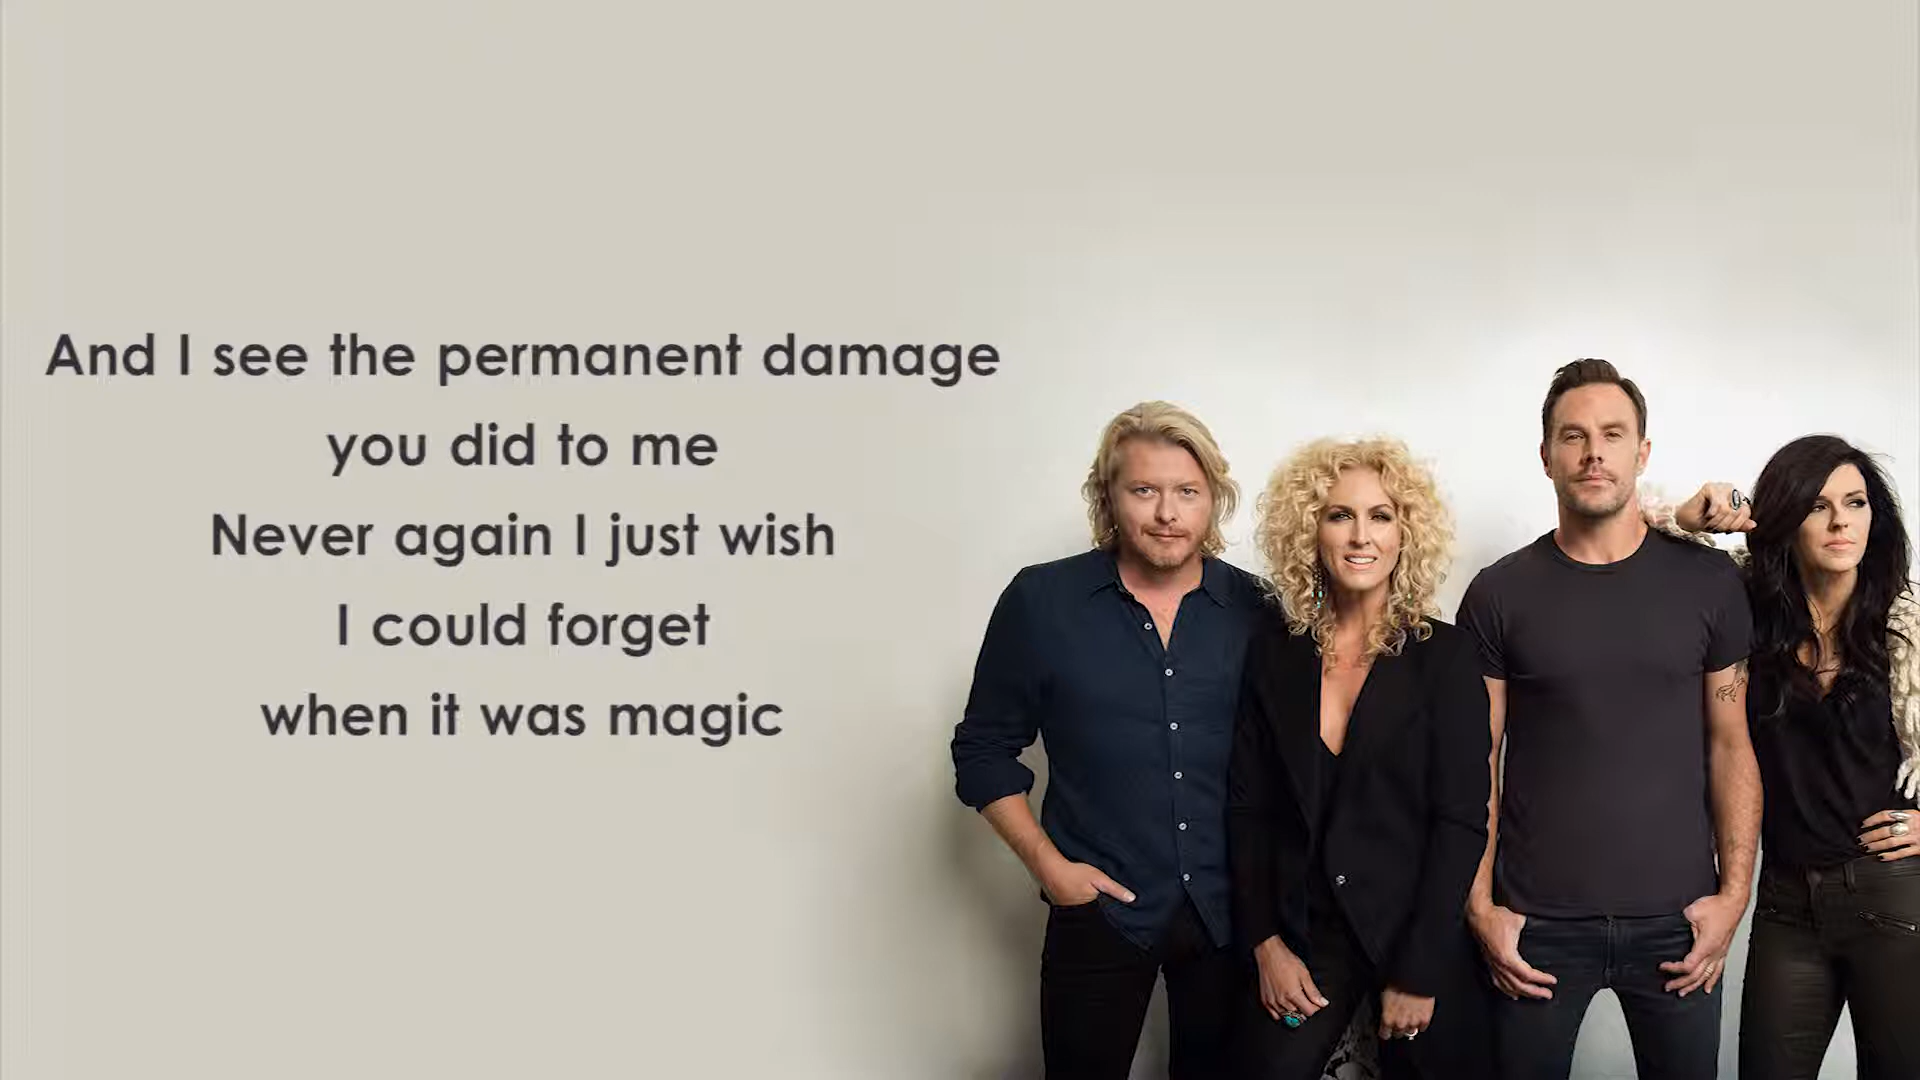 And I see the permanent damage
you did to me
Never again I just wish
I could forget
when it was magic